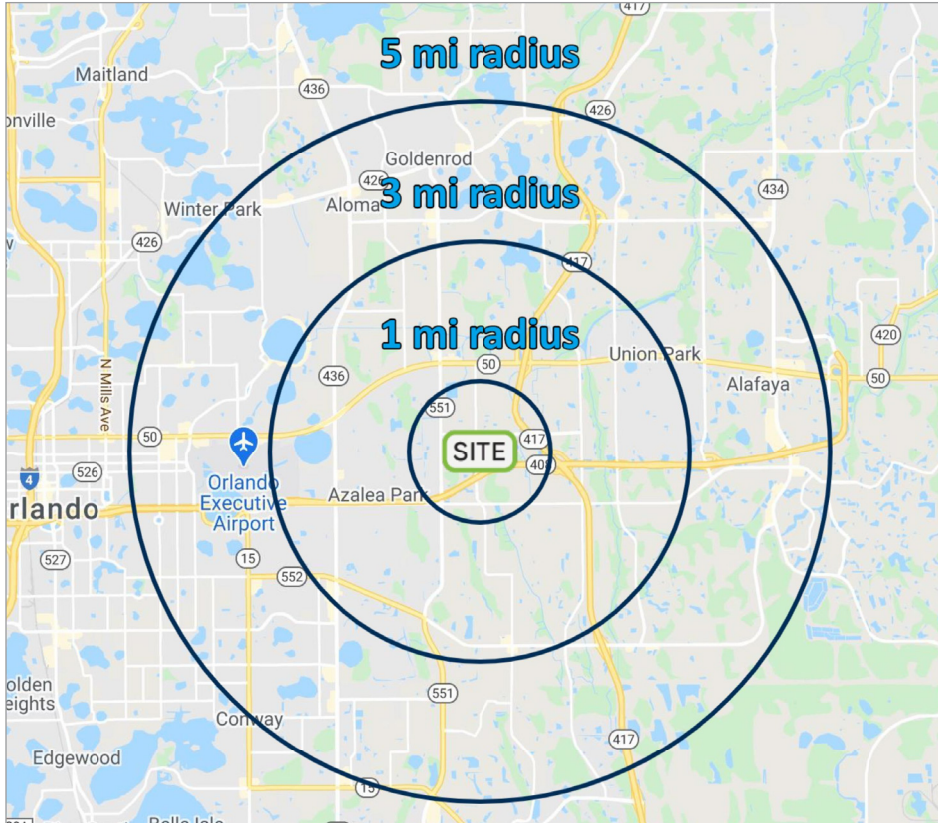 417
5 mi radius
Maitland
436
426
onville
Goldenrod
426
434
3 mi radius
Winter Park
Aloma
426
417
1 mi radius
420
Union Park
50
436
Alafaya
50
N Mills Ave
551
50
417
SITE
408
526
4
Orlando
Executive
Airport
Azalea Park
rlando
527
15
552
551
olden
eights
Conway
417
Edgewood
15